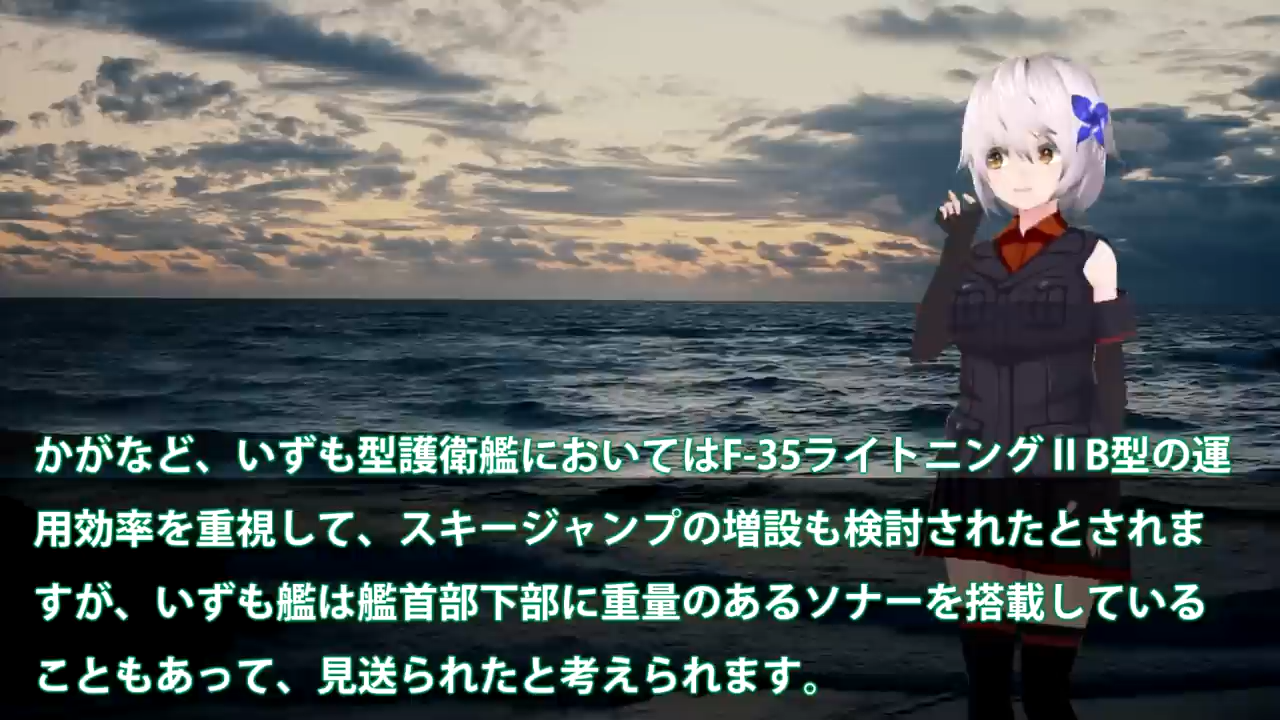 かがなど、いずも型護衛艦においてはF-35ライトニングⅡB型の運
用効率を重視して、スキージャンプの増設も検討されたとされま
すが、いずも艦は艦首部下部に重量のあるソナーを搭載している
こともあって、見送られたと考えられます。